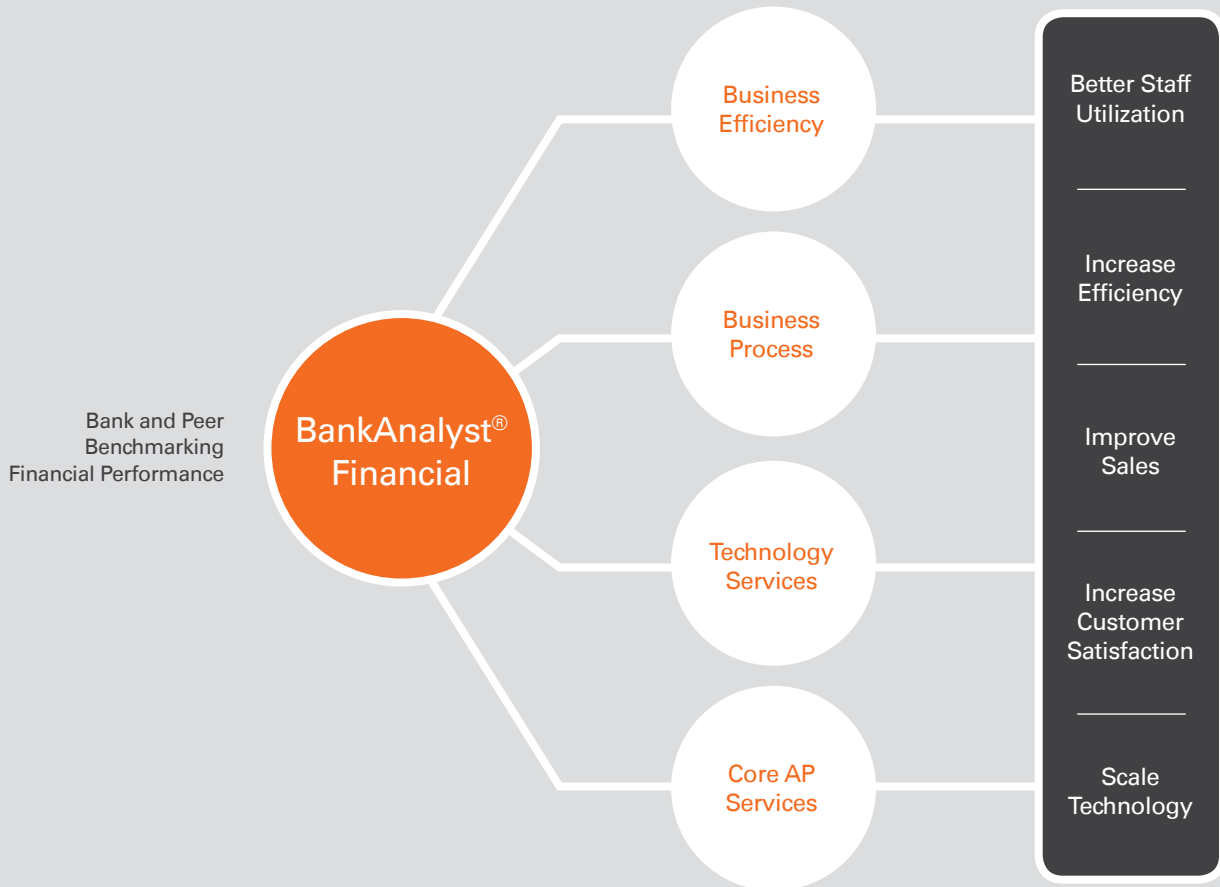 Bank and Peer
Benchmarking
Financial Performance
BankAnalyst®
Financial
Business
Efficiency
Business
Process
Technology
Services
Core AP
Services
Better Staff
Utilization
Increase
Efficiency
Improve
Sales
Increase
Customer
Satisfaction
Scale
Technology